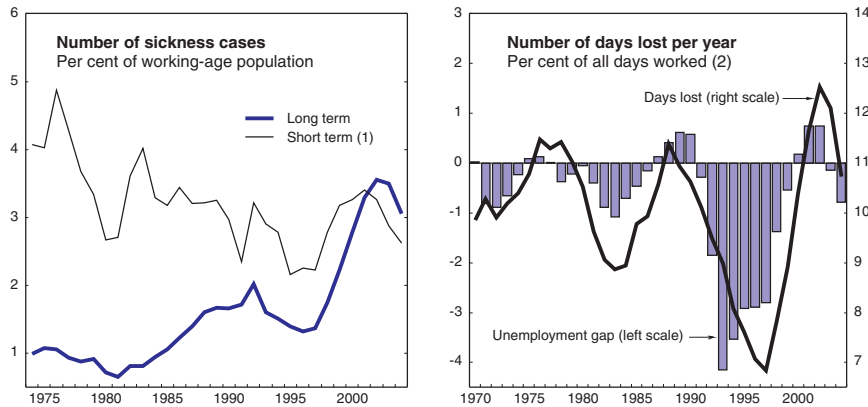 Number of sickness cases
Per cent of working-age population
6
5
4
3
2
1
Long term
Short term (1)
1975 1980 1985 1990 1995 2000
Number of days lost per year
Per cent of all days worked (2)
3
2
1
0
-1
-2
-3
-4
14
13
12
11
10
9
8
7
Days lost (right scale)
Unemployment gap (left scale)
1970 1975 1980 1985 1990 1995 2000